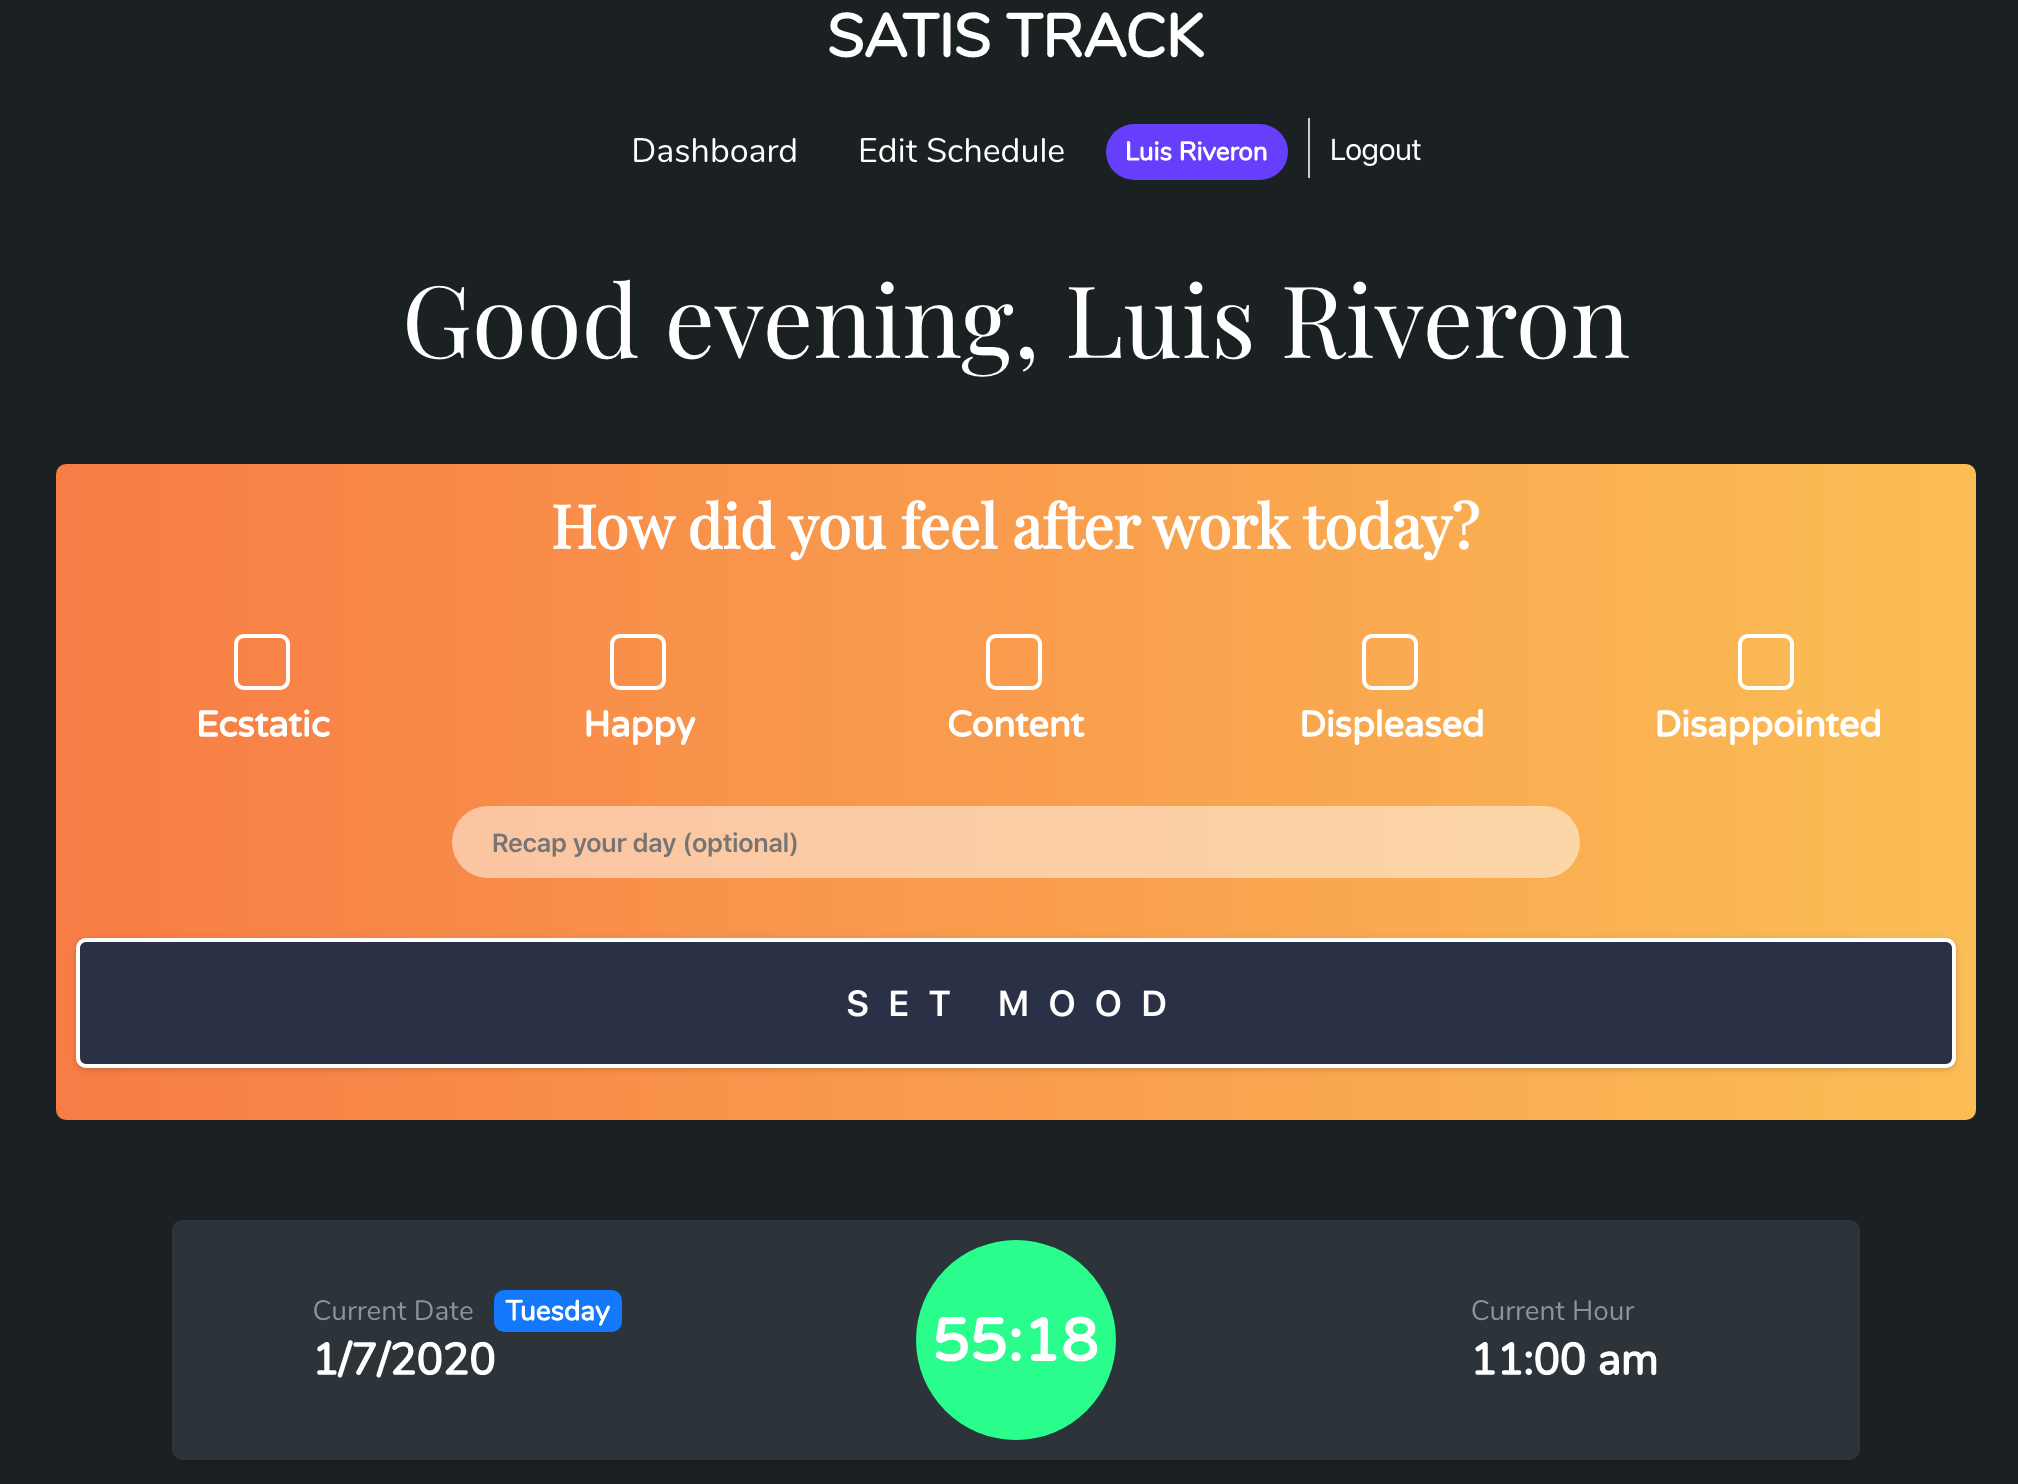 SATIS TRACK
Dashboard Edit Schedule Luis Riveron Logout
Good evening, Luis Riveron
How did you feel after work today?
Ecstatic Happy Content Displeased Disappointed
Recap your day (optional)
SET MOOD
Current Date Tuesday
1/7/2020
55:18
Current Hour
11:00 am